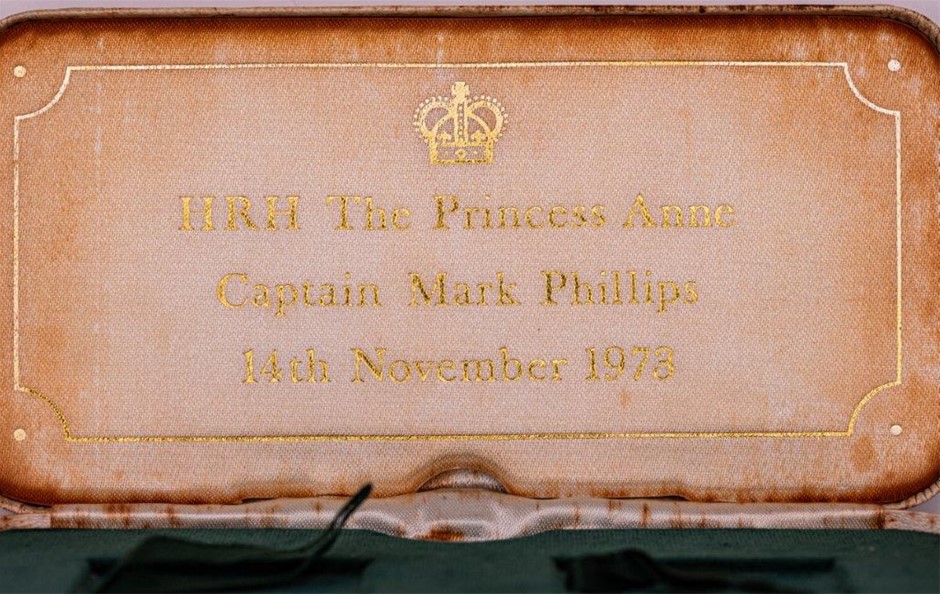 HRH The Princess Anne
Captain Mark Phillips
14th November 1973